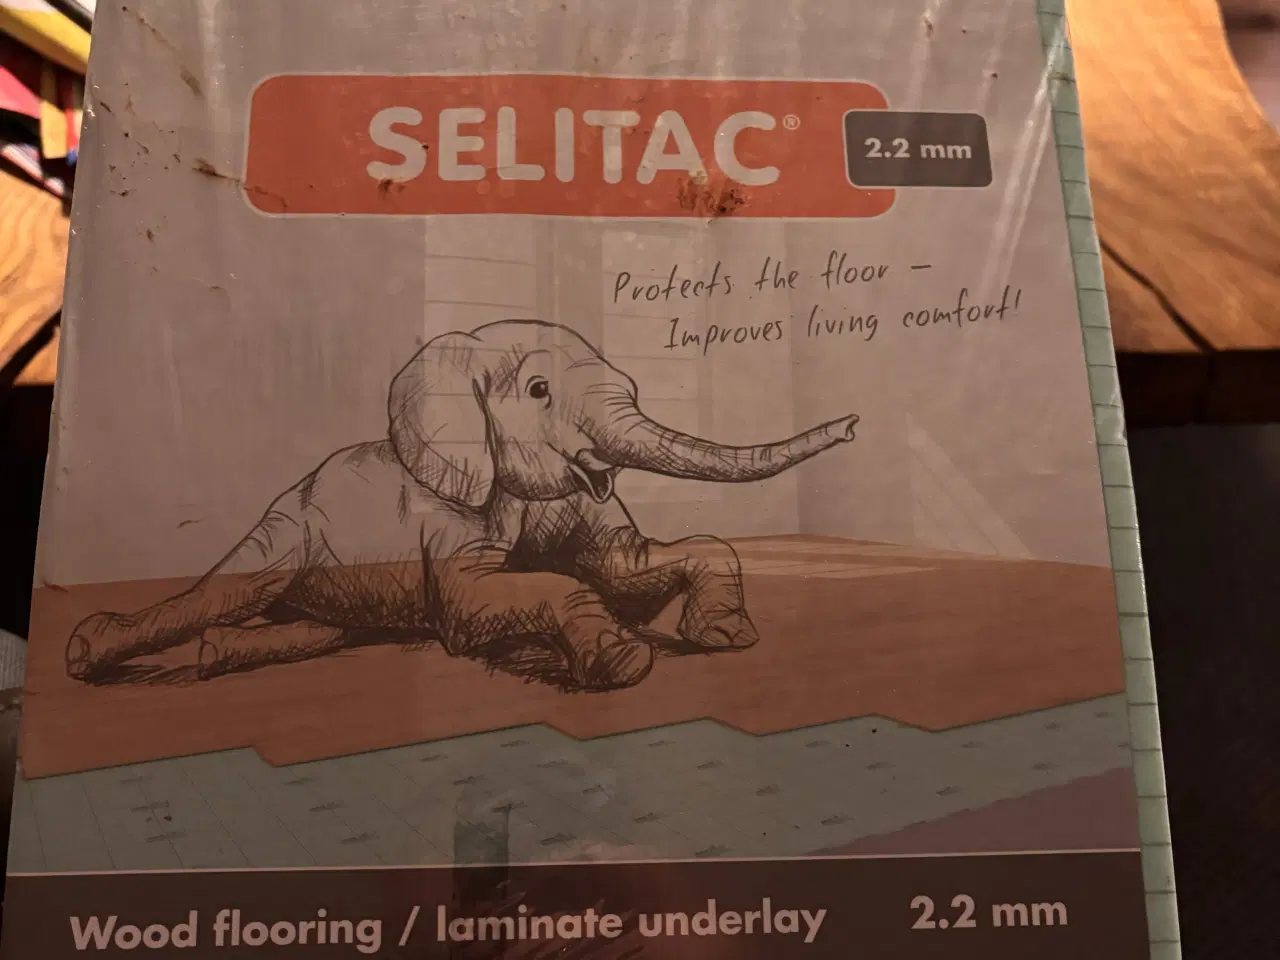 SELITAC®
2.2 mm
Protects the floor –
Improves living comfort!
Wood flooring / laminate underlay
2.2 mm